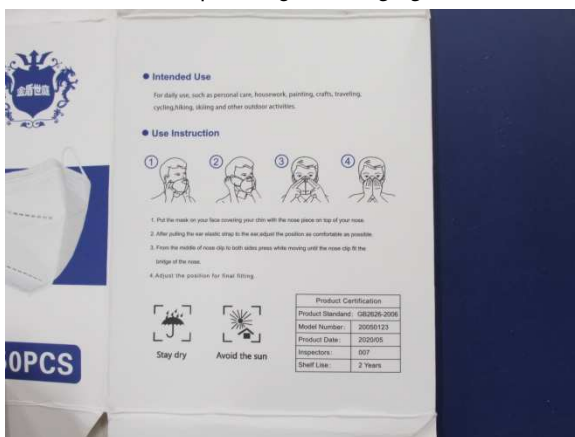 Intended Use
For daily use, such as personal care, housework, painting, crafts, traveling,
cycling,hiking, skiing and other outdoor activities.
Use Instruction
1 2 3 4
1. Put the mask on your face covering your chin with the nose piece on top of your nose.
2. After pulling the ear elastic strap to the ear,adjust the position as comfortable as possible.
3. From the middle of nose clip to both sides press while moving until the nose clip fit the
bridge of the nose.
4.Adjust the position for final fitting.
Stay dry Avoid the sun
Product Certification
Product Standand: GB2626-2006
Model Number: 20050123
Product Date: 2020/05
Inspectors: 007
Shelf Lise: 2 Years
0PCS